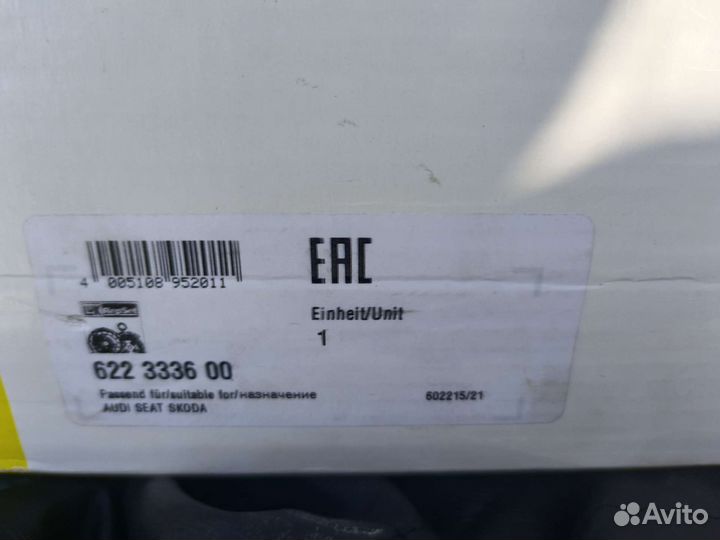 EAC
4 005108 952011
Einheit/Unit
1
622 3336 00
Passend für/suitable for/назначение
602215/21
AUDI SEAT SKODA
Avito